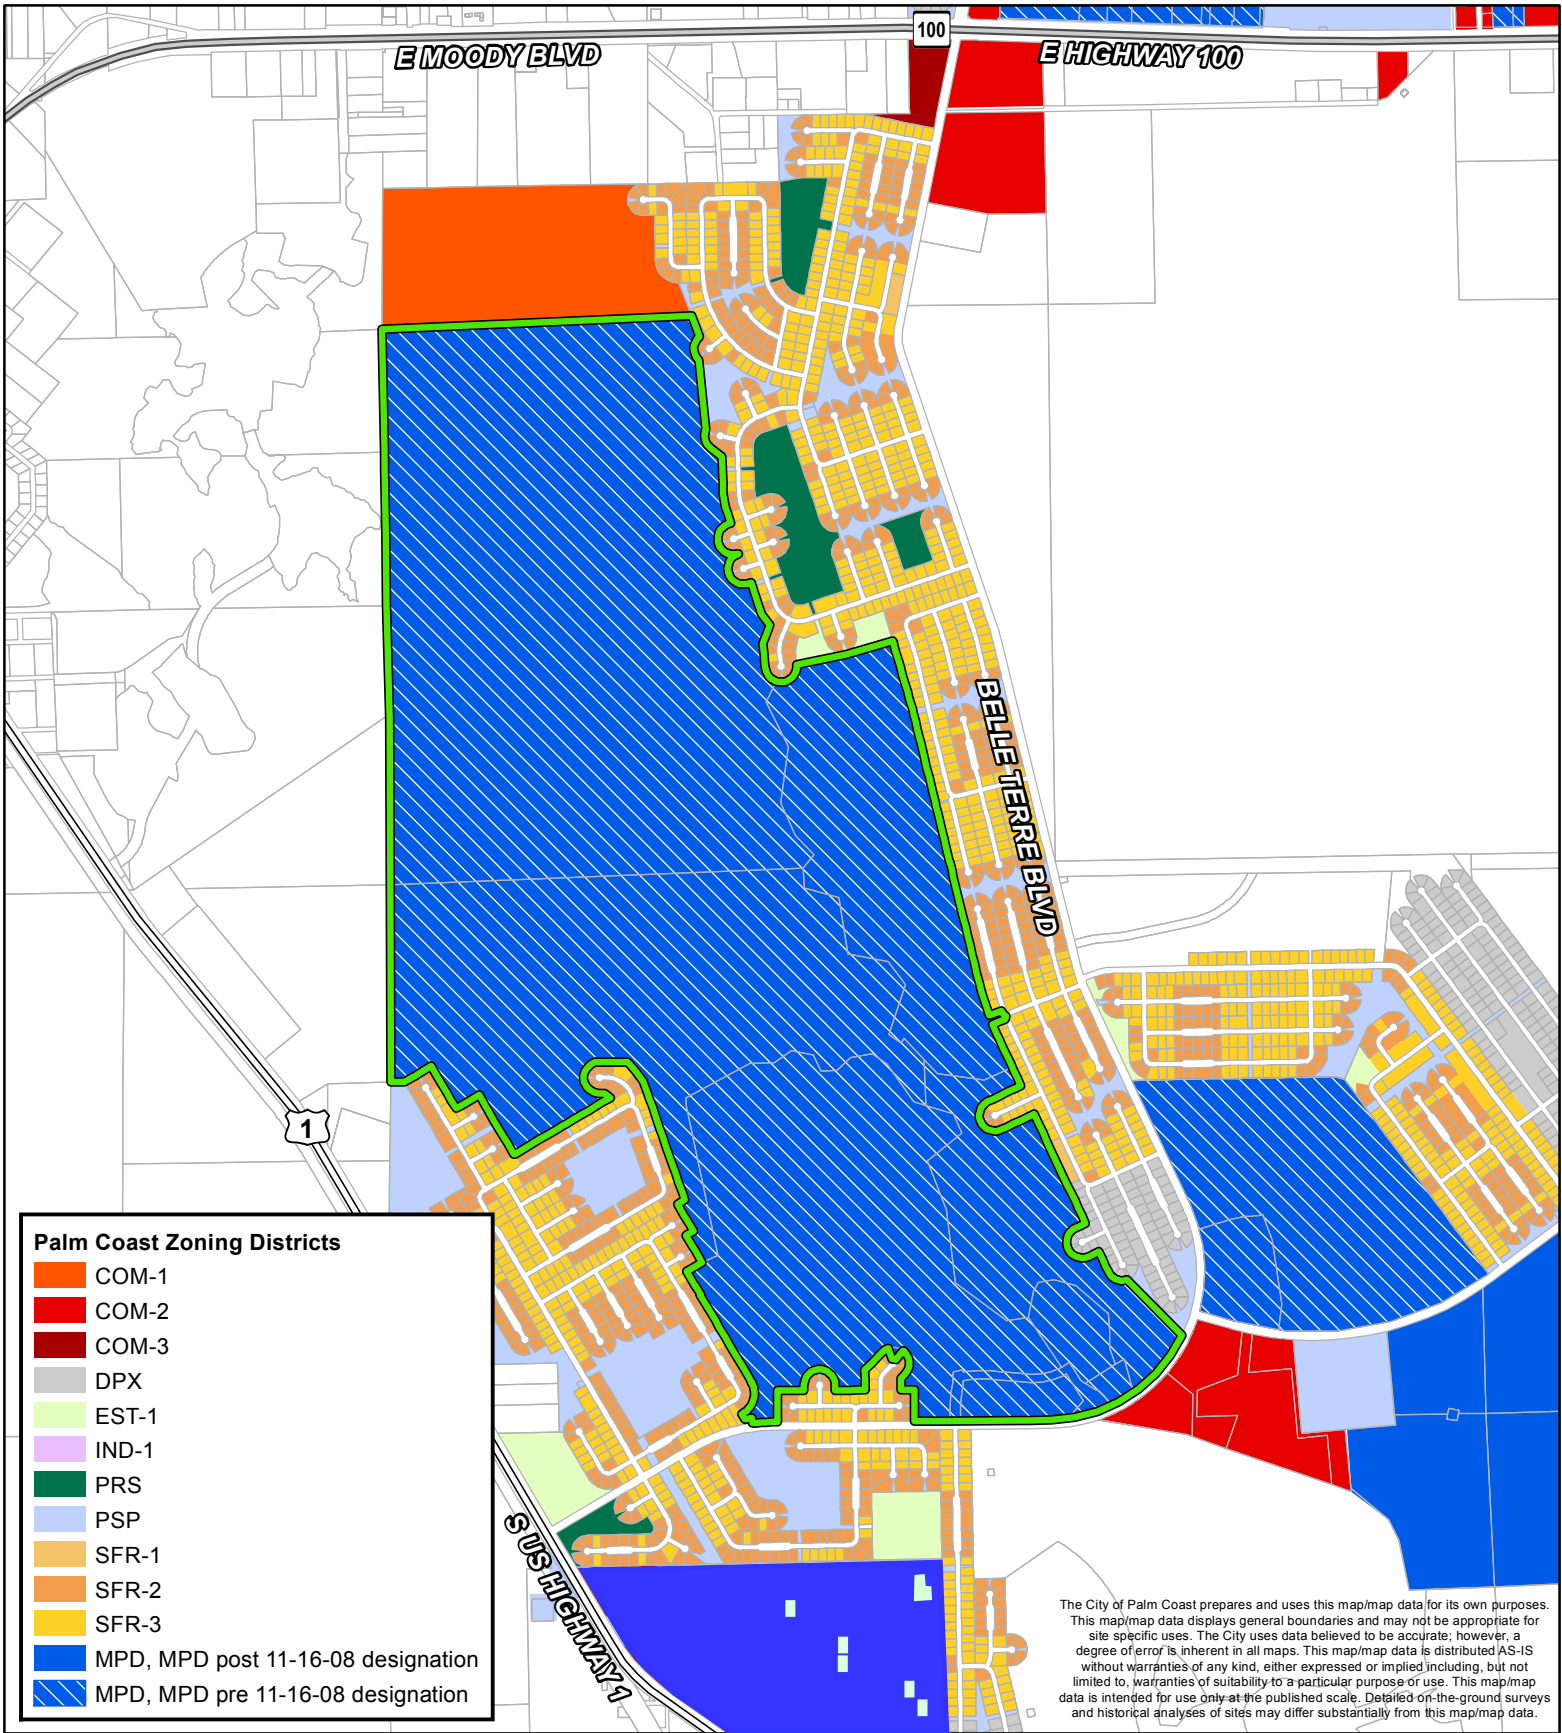 100
E MOODY BLVD
E HIGHWAY 100
BELLE TERRE BLVD
1
S US HIGHWAY 1
Palm Coast Zoning Districts
COM-1
COM-2
COM-3
DPX
EST-1
IND-1
PRS
PSP
SFR-1
SFR-2
SFR-3
MPD, MPD post 11-16-08 designation
MPD, MPD pre 11-16-08 designation
The City of Palm Coast prepares and uses this map/map data for its own purposes.
This map/map data displays general boundaries and may not be appropriate for
site specific uses. The City uses data believed to be accurate; however, a
degree of error is inherent in all maps. This map/map data is distributed AS-IS
without warranties of any kind, either expressed or implied including, but not
limited to, warranties of suitability to a particular purpose or use. This map/map
data is intended for use only at the published scale. Detailed on-the-ground surveys
and historical analyses of sites may differ substantially from this map/map data.